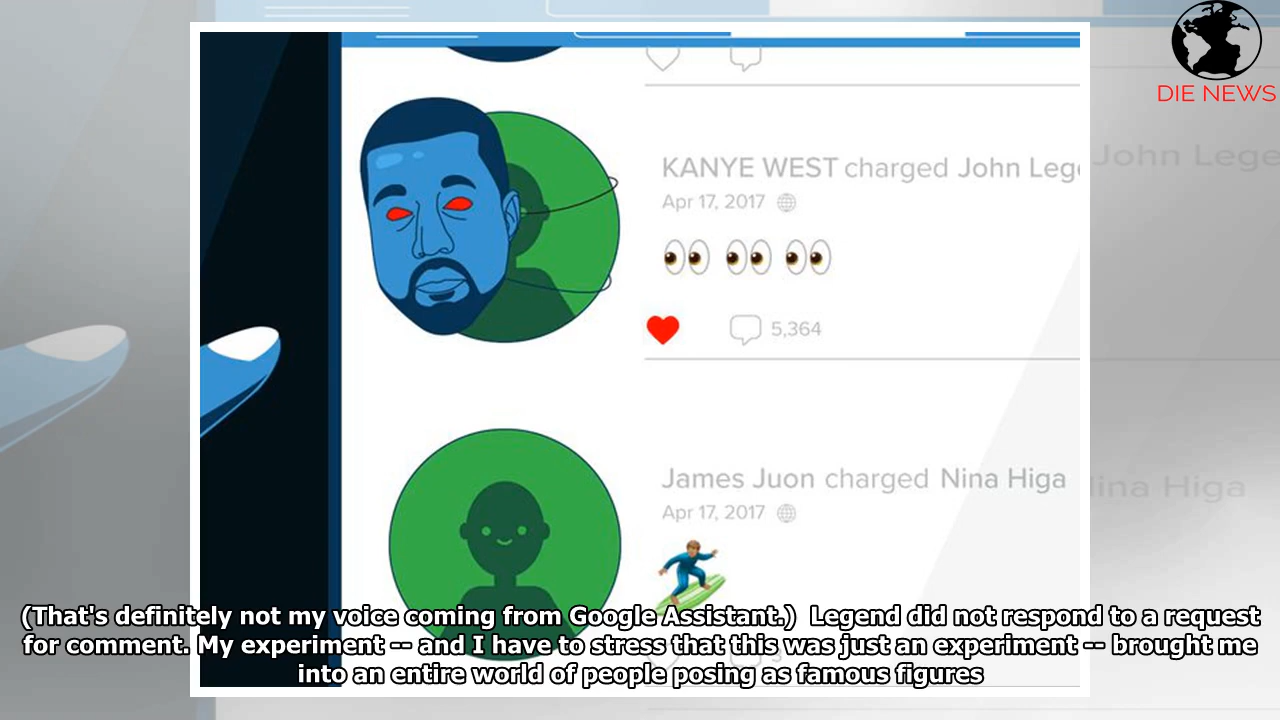 DIE NEWS
KANYE WEST charged John Lege
John Lege
Apr 17, 2017
5,364
James Juon charged Nina Higa
Nina Higa
Apr 17, 2017
(That's definitely not my voice coming from Google Assistant.) Legend did not respond to a request
for comment. My experiment -- and I have to stress that this was just an experiment -- brought me
into an entire world of people posing as famous figures